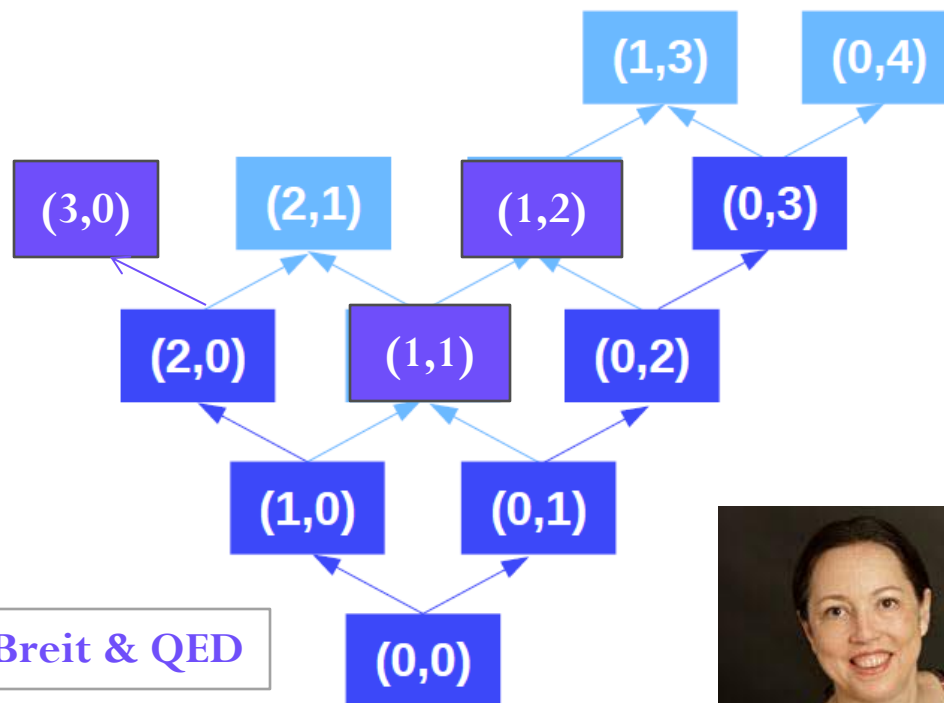 (1,3) (0,4)
(3,0) (2,1) (1,2) (0,3)
(2,0) (1,1) (0,2)
(1,0) (0,1)
Breit & QED
(0,0)